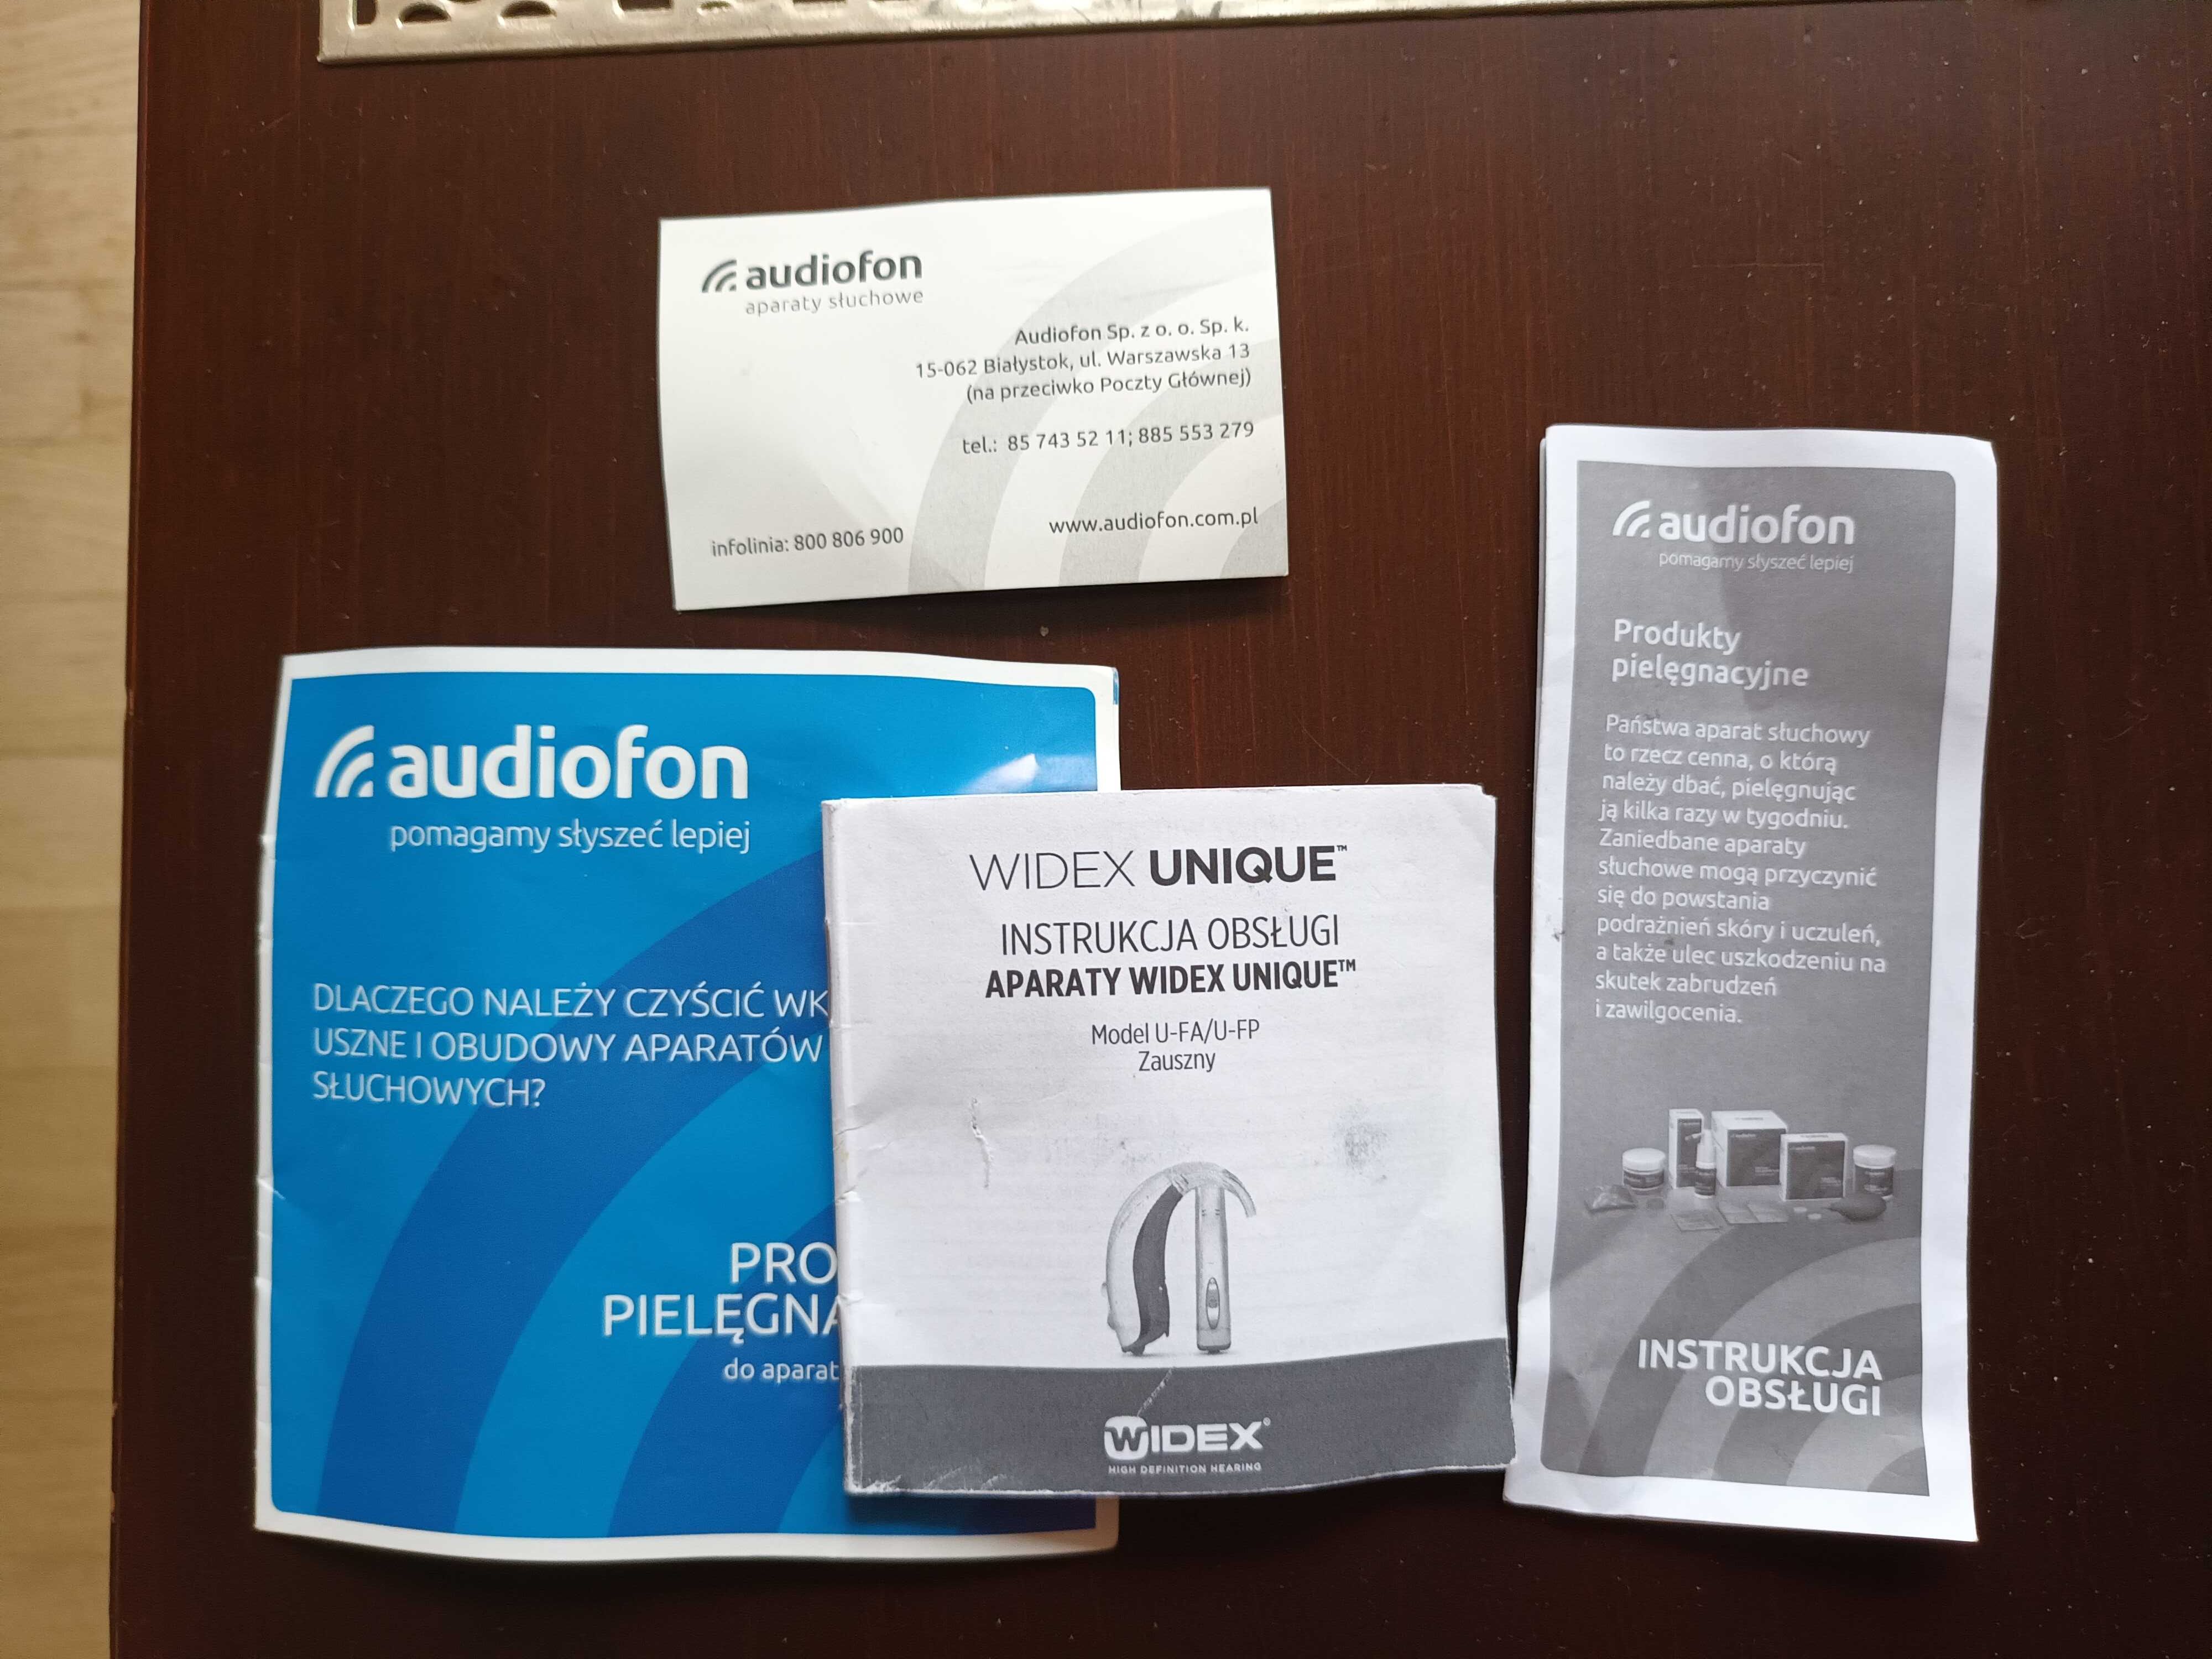 audiofon
aparaty słuchowe
Audiofon Sp. z o. o. Sp. k.
15-062 Białystok, ul. Warszawska 13
(na przeciwko Poczty Głównej)
tel.: 85 743 52 11; 885 553 279
infolinia: 800 806 900
www.audiofon.com.pl
audiofon
pomagamy słyszeć lepiej
DLACZEGO NALEŻY CZYŚCIĆ WK
USZNE I OBUDOWY APARATÓW
SŁUCHOWYCH?
PRO
PIELĘGNA
do aparat
WIDEX UNIQUE™
INSTRUKCJA OBSŁUGI
APARATY WIDEX UNIQUE™
Model U-FA/U-FP
Zauszny
WIDEX®
HIGH DEFINITION HEARING
audiofon
pomagamy słyszeć lepiej
Produkty
pielęgnacyjne
Państwa aparat słuchowy
to rzecz cenna, o którą
należy dbać, pielęgnując
ją kilka razy w tygodniu.
Zaniedbane aparaty
słuchowe mogą przyczynić
się do powstania
podrażnień skóry i uczuleń,
a także ulec uszkodzeniu na
skutek zabrudzeń
i zawilgocenia.
INSTRUKCJA
OBSŁUGI